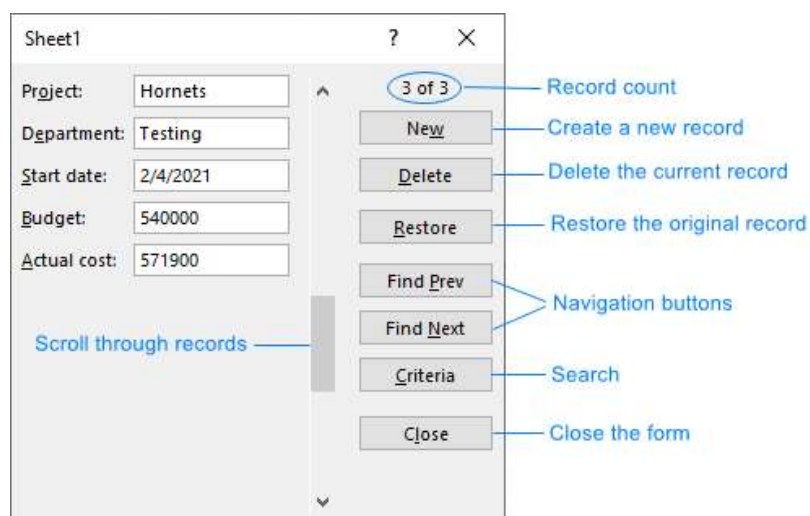 Sheet1 ? ×
Project: Hornets
Department: Testing
Start date: 2/4/2021
Budget: 540000
Actual cost: 571900
Scroll through records
3 of 3 Record count
New Create a new record
Delete Delete the current record
Restore Restore the original record
Find Prev
Navigation buttons
Find Next
Criteria Search
Close Close the form